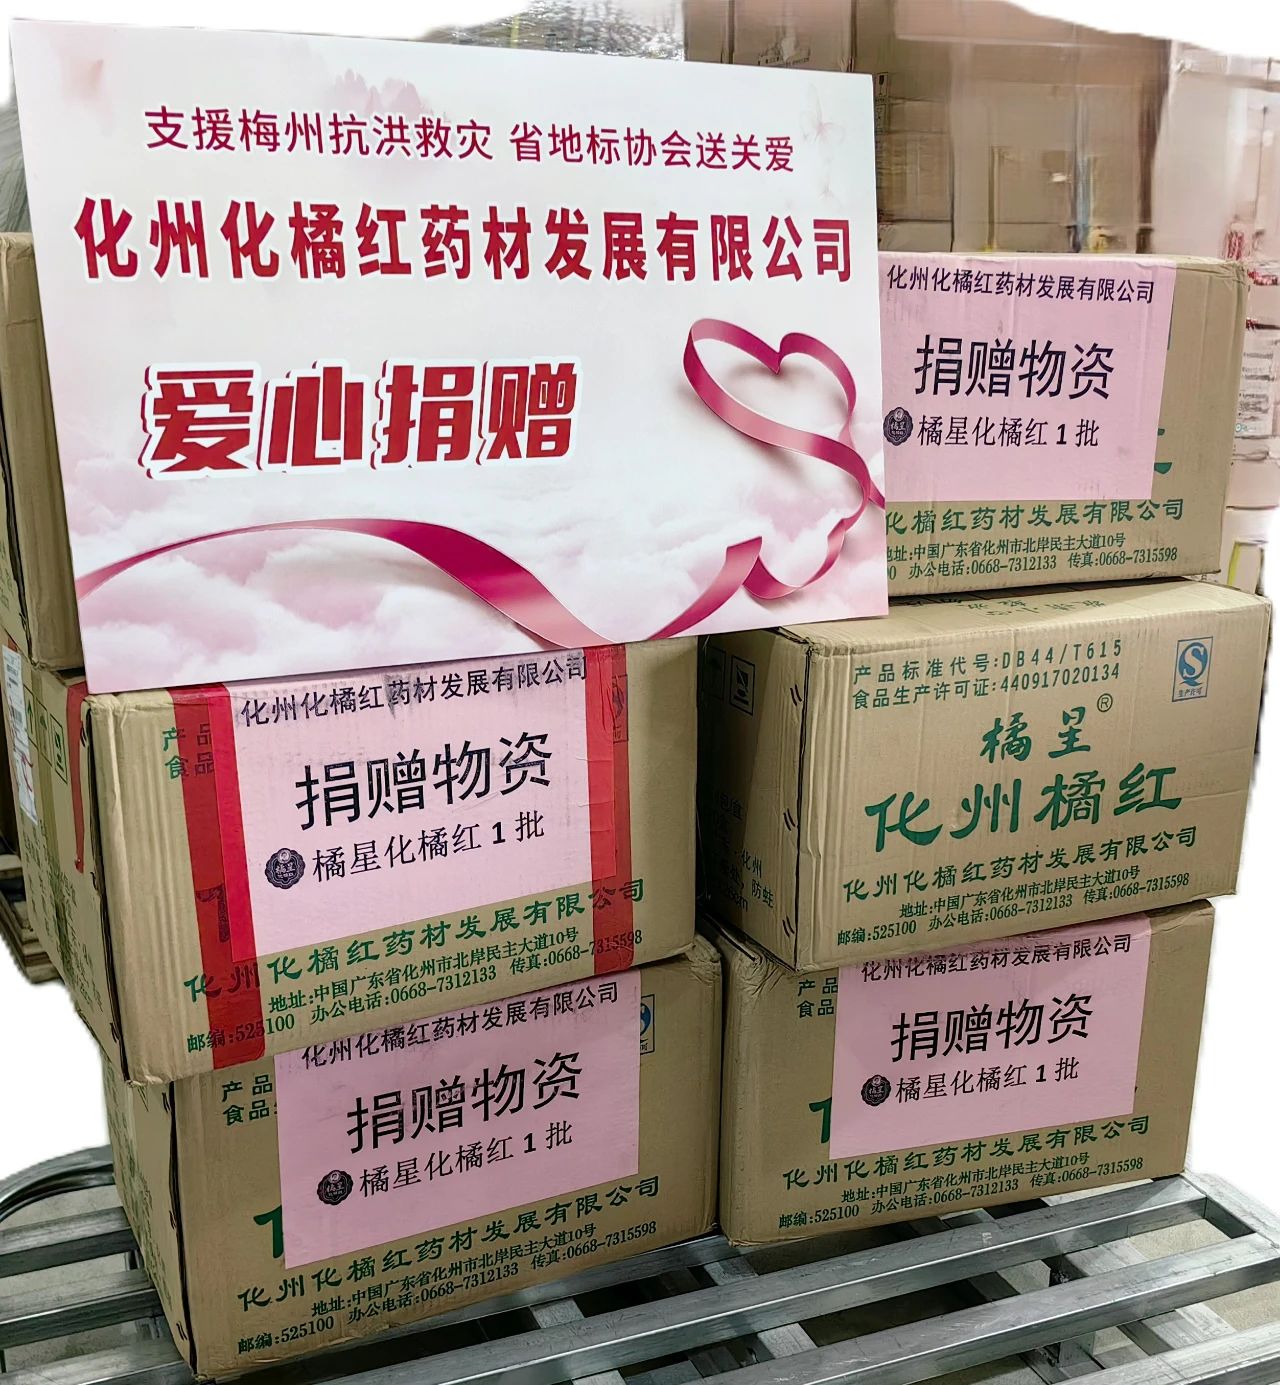 支援梅州抗洪救灾 省地标协会送关爱
化州化橘红药材发展有限公司
爱心捐赠
化州化橘红药材发展有限公司
捐赠物资
橘星化橘红 1 批
化橘红药材发展有限公司
地址:中国广东省化州市北岸民主大道10号
0 办公电话:0668-7312133 传真:0668-7315598
化州化橘红药材发展有限公司
产品
食品
捐赠物资
橘星化橘红 1 批
化州化橘红药材发展有限公司
地址:中国广东省化州市北岸民主大道10号
邮编:525100 办公电话:0668-7312133 传真:0668-7315598
产品标准代号:DB44/T615
食品生产许可证:440917020134
生产许可
橘星®
化州橘红
化州化橘红药材发展有限公司
地址:中国广东省化州市北岸民主大道10号
邮编:525100 办公电话:0668-7312133 传真:0668-7315598
化州
防蛀
化州化橘红药材发展有限公司
产品
食品
捐赠物资
橘星化橘红 1 批
化州化橘红药材发展有限公司
地址:中国广东省化州市北岸民主大道10号
邮编:525100 办公电话:0668-7312133 传真:0668-7315598
化州化橘红药材发展有限公司
产品
食品
捐赠物资
橘星化橘红 1 批
化州化橘红药材发展有限公司
地址:中国广东省化州市北岸民主大道10号
邮编:525100 办公电话:0668-7312133 传真:0668-7315598